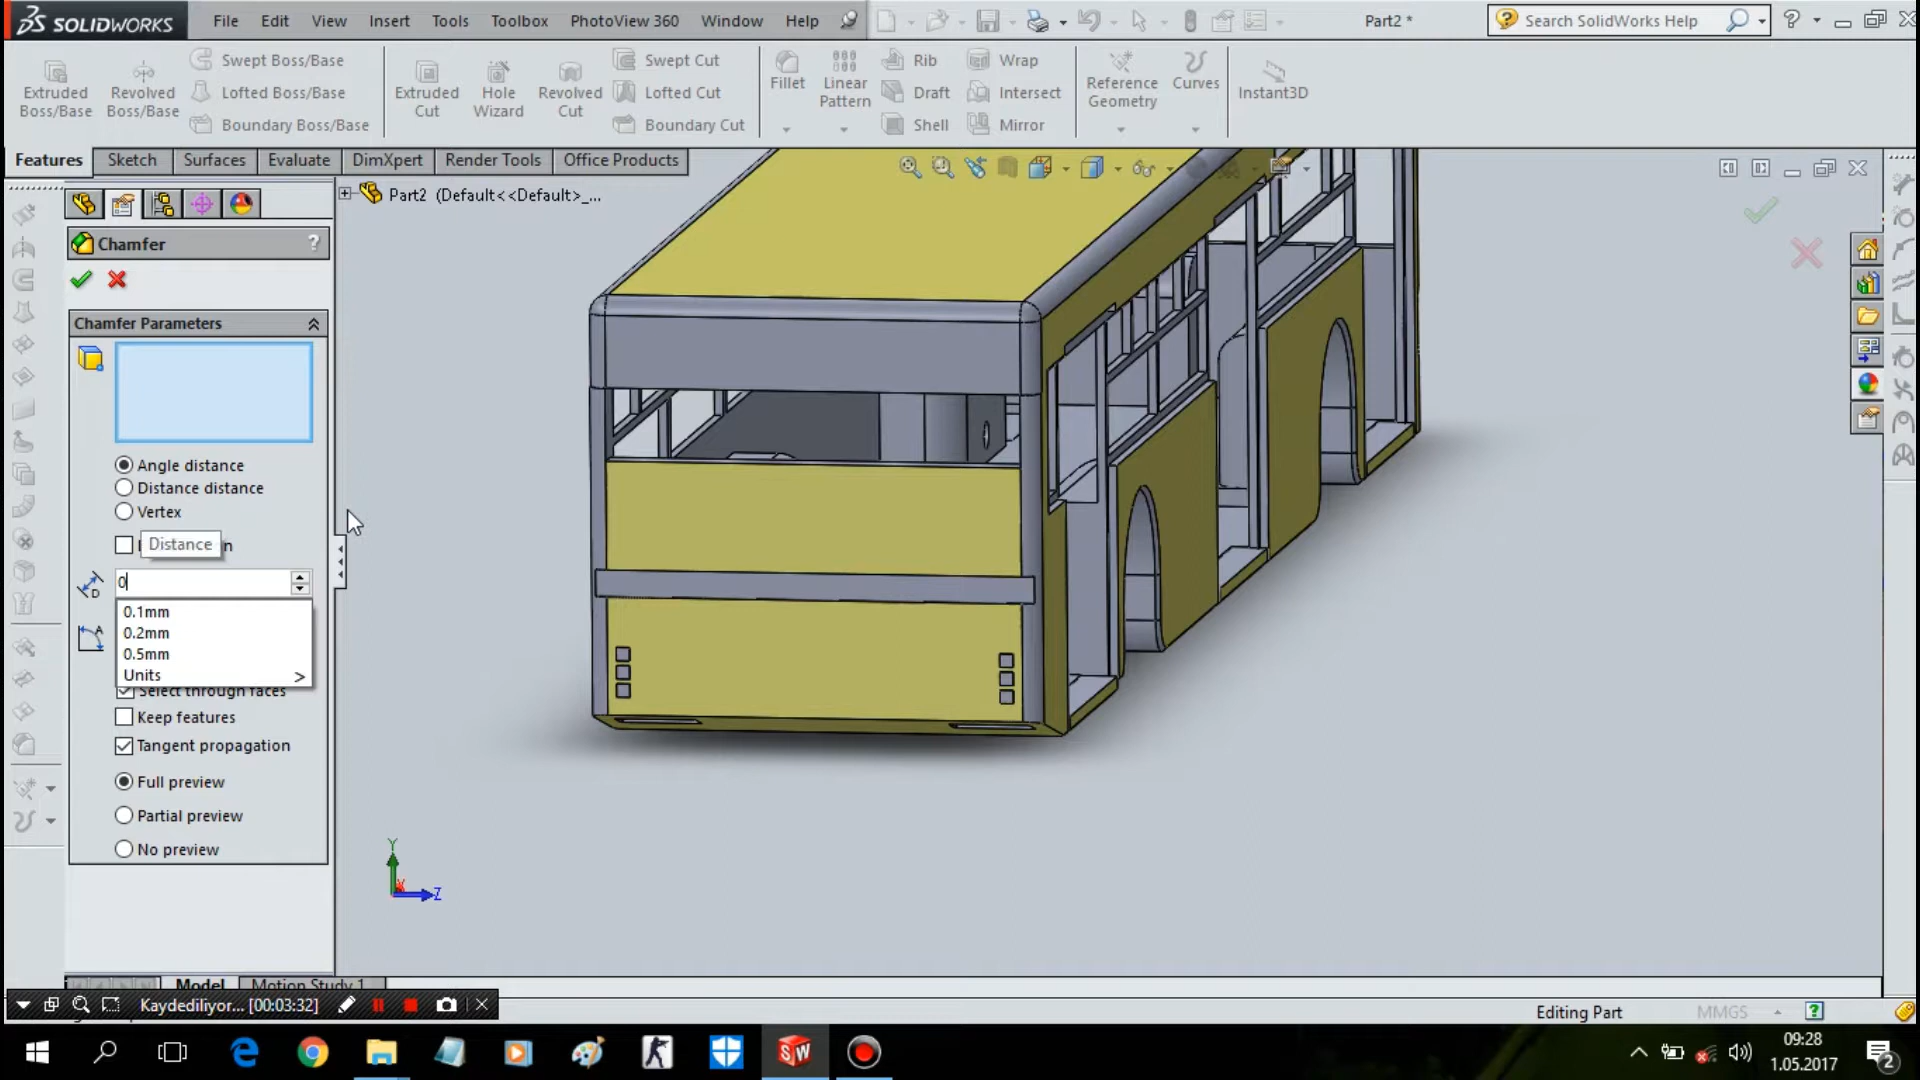 SOLIDWORKS File Edit View Insert Tools Toolbox PhotoView 360 Window Help Part2 * Search SolidWorks Help
Extruded Boss/Base
Revolved Boss/Base
Swept Boss/Base
Lofted Boss/Base
Boundary Boss/Base
Extruded Cut
Hole Wizard
Revolved Cut
Swept Cut
Lofted Cut
Boundary Cut
Fillet
Linear Pattern
Rib
Draft
Shell
Wrap
Intersect
Mirror
Reference Geometry
Curves
Instant3D
Features Sketch Surfaces Evaluate DimXpert Render Tools Office Products
Part2 (Default<<Default>_...
Chamfer ?
Chamfer Parameters
Angle distance
Distance distance
Vertex
Distance n
D 0
0.1mm
A 0.2mm
0.5mm
Units >
Select through faces
Keep features
Tangent propagation
Full preview
Partial preview
No preview
Y
X Z
Model Motion Study 1
Kaydediliyor... [00:03:32]
Editing Part MMGS
SW
09:28
1.05.2017
2